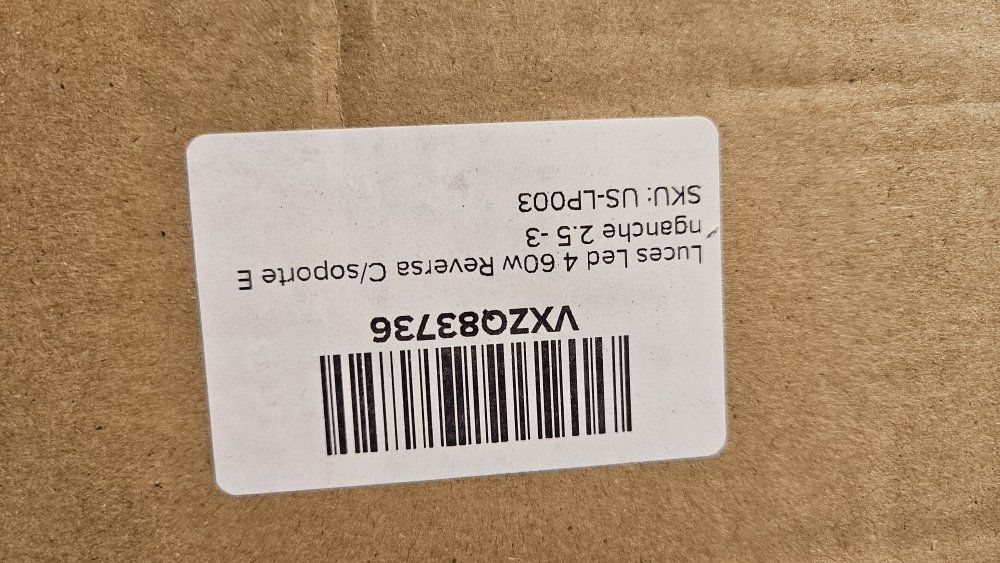 VXZQ83736
Luces Led 4 60w Reversa C/soporte E
nganche 2.5 -3
SKU: US-LP003